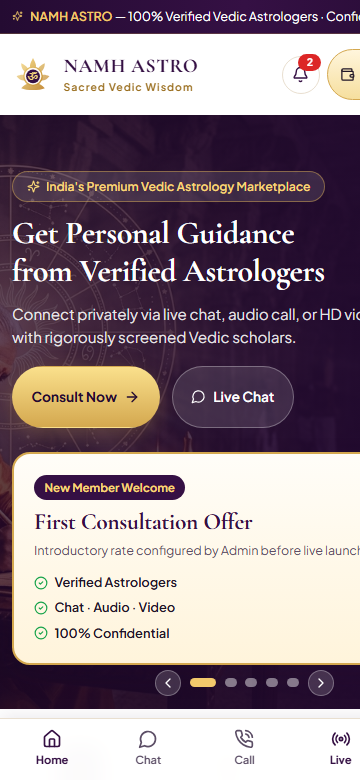 NAMH ASTRO — 100% Verified Vedic Astrologers · Confi
NAMH ASTRO
Sacred Vedic Wisdom
2
India's Premium Vedic Astrology Marketplace
Get Personal Guidance
from Verified Astrologers
Connect privately via live chat, audio call, or HD vid
with rigorously screened Vedic scholars.
Consult Now
Live Chat
New Member Welcome
First Consultation Offer
Introductory rate configured by Admin before live launch
Verified Astrologers
Chat · Audio · Video
100% Confidential
Home
Chat
Call
Live